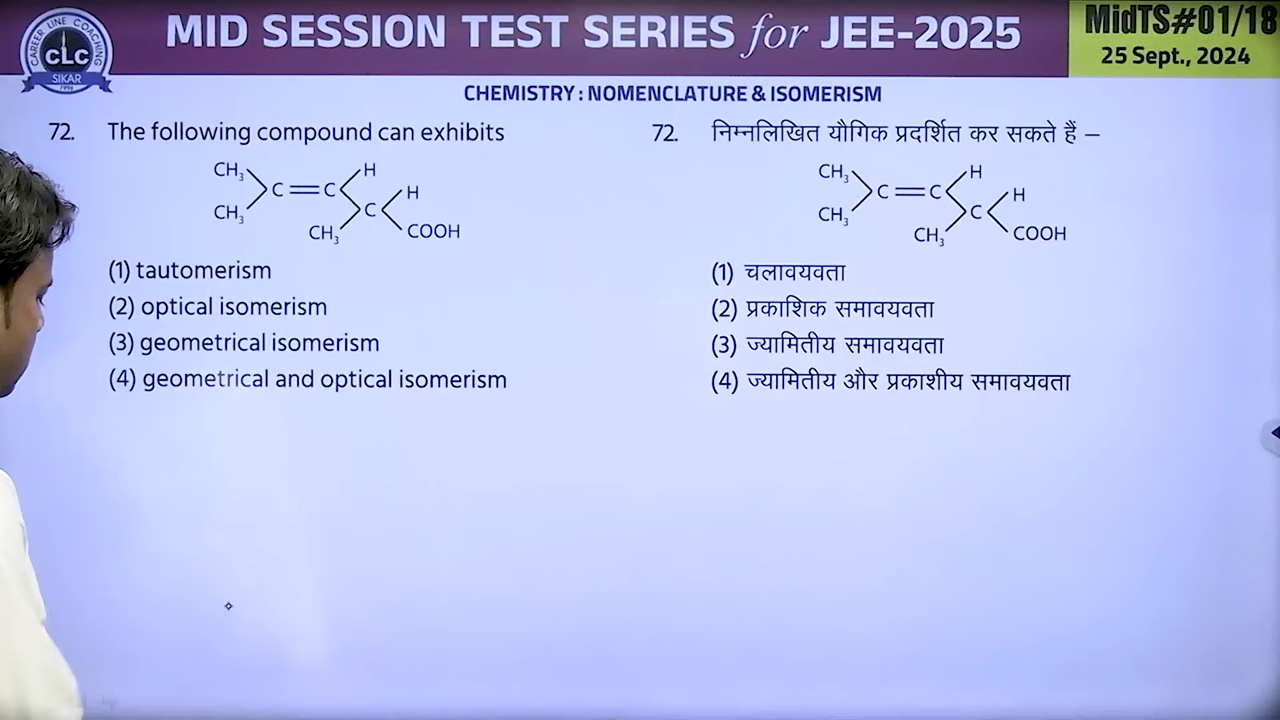 MID SESSION TEST SERIES for JEE-2025
MidTS#01/18
25 Sept., 2024
CAREER LINE COACHING
CLC
SIKAR
1996
CHEMISTRY : NOMENCLATURE & ISOMERISM
72. The following compound can exhibits
CH3 H
C C H
CH3 C
CH3 COOH
(1) tautomerism
(2) optical isomerism
(3) geometrical isomerism
(4) geometrical and optical isomerism
72. निम्नलिखित यौगिक प्रदर्शित कर सकते हैं –
CH3 H
C C H
CH3 C
CH3 COOH
(1) चलावयवता
(2) प्रकाशिक समावयवता
(3) ज्यामितीय समावयवता
(4) ज्यामितीय और प्रकाशीय समावयवता